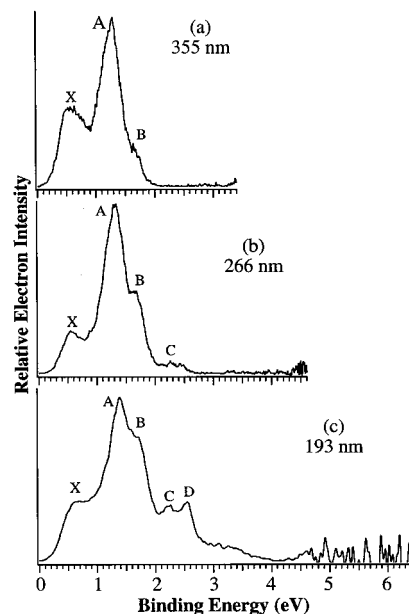 Relative Electron Intensity
(a)
355 nm
X
A
B
(b)
266 nm
X
A
B
C
(c)
193 nm
X
A
B
C
D
0 1 2 3 4 5 6
Binding Energy (eV)